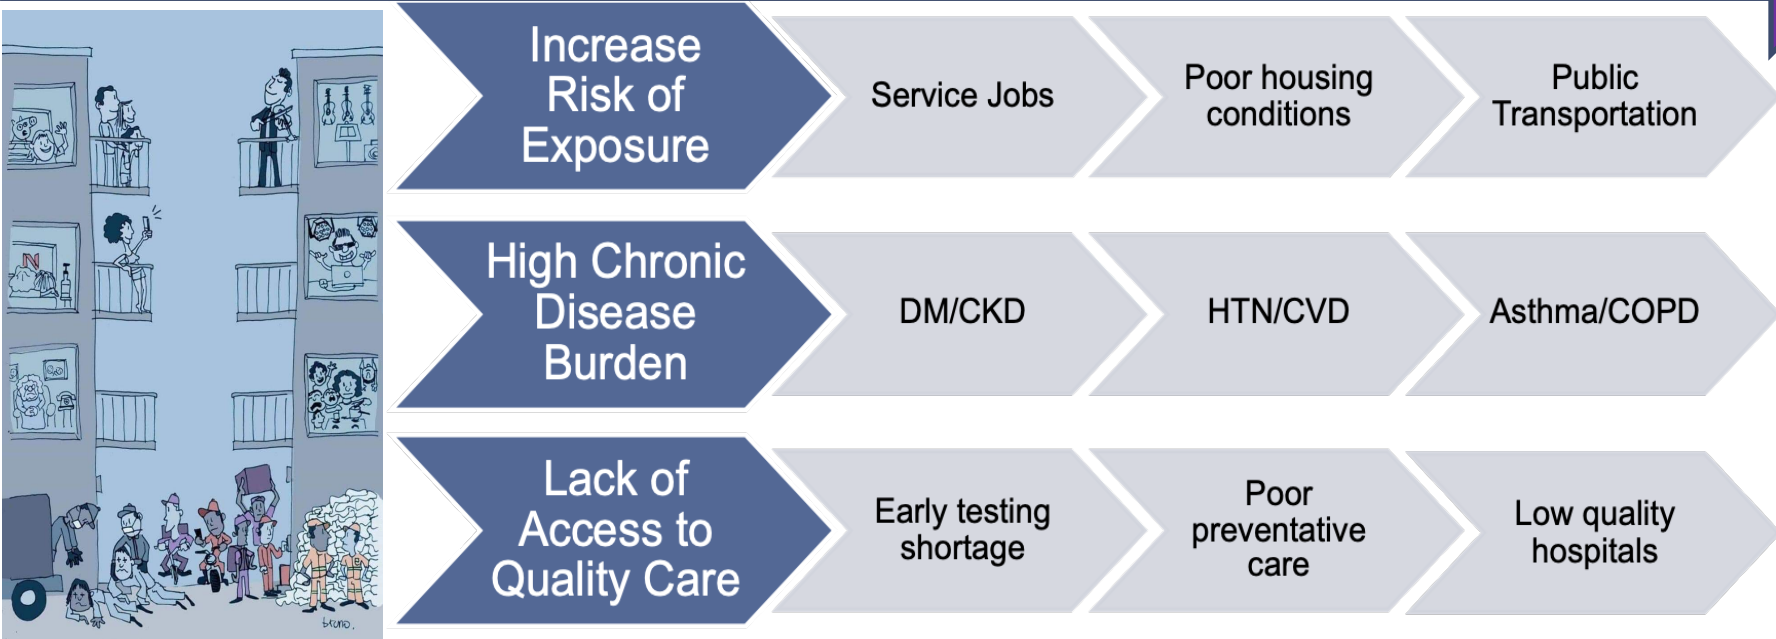 Increase
Risk of
Exposure
Service Jobs
Poor housing
conditions
Public
Transportation
High Chronic
Disease
Burden
DM/CKD
HTN/CVD
Asthma/COPD
Lack of
Access to
Quality Care
Early testing
shortage
Poor
preventative
care
Low quality
hospitals
N
bruno.